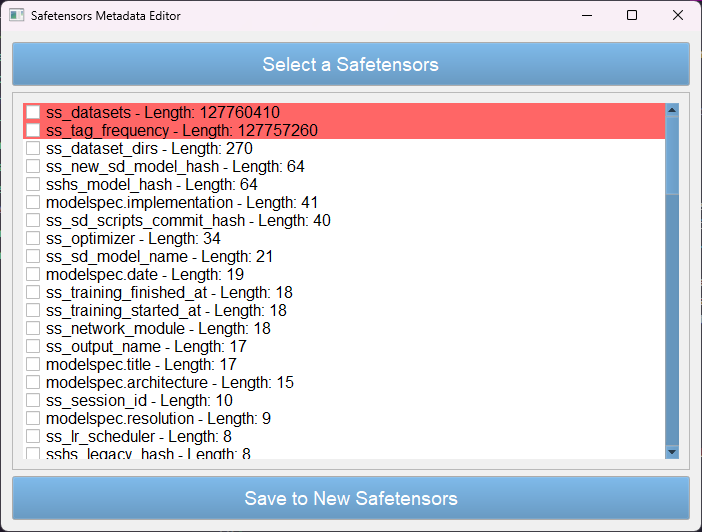 Safetensors Metadata Editor
Select a Safetensors
ss_datasets - Length: 127760410
ss_tag_frequency - Length: 127757260
ss_dataset_dirs - Length: 270
ss_new_sd_model_hash - Length: 64
sshs_model_hash - Length: 64
modelspec.implementation - Length: 41
ss_sd_scripts_commit_hash - Length: 40
ss_optimizer - Length: 34
ss_sd_model_name - Length: 21
modelspec.date - Length: 19
ss_training_finished_at - Length: 18
ss_training_started_at - Length: 18
ss_network_module - Length: 18
ss_output_name - Length: 17
modelspec.title - Length: 17
modelspec.architecture - Length: 15
ss_session_id - Length: 10
modelspec.resolution - Length: 9
ss_lr_scheduler - Length: 8
sshs_legacy_hash - Length: 8
Save to New Safetensors